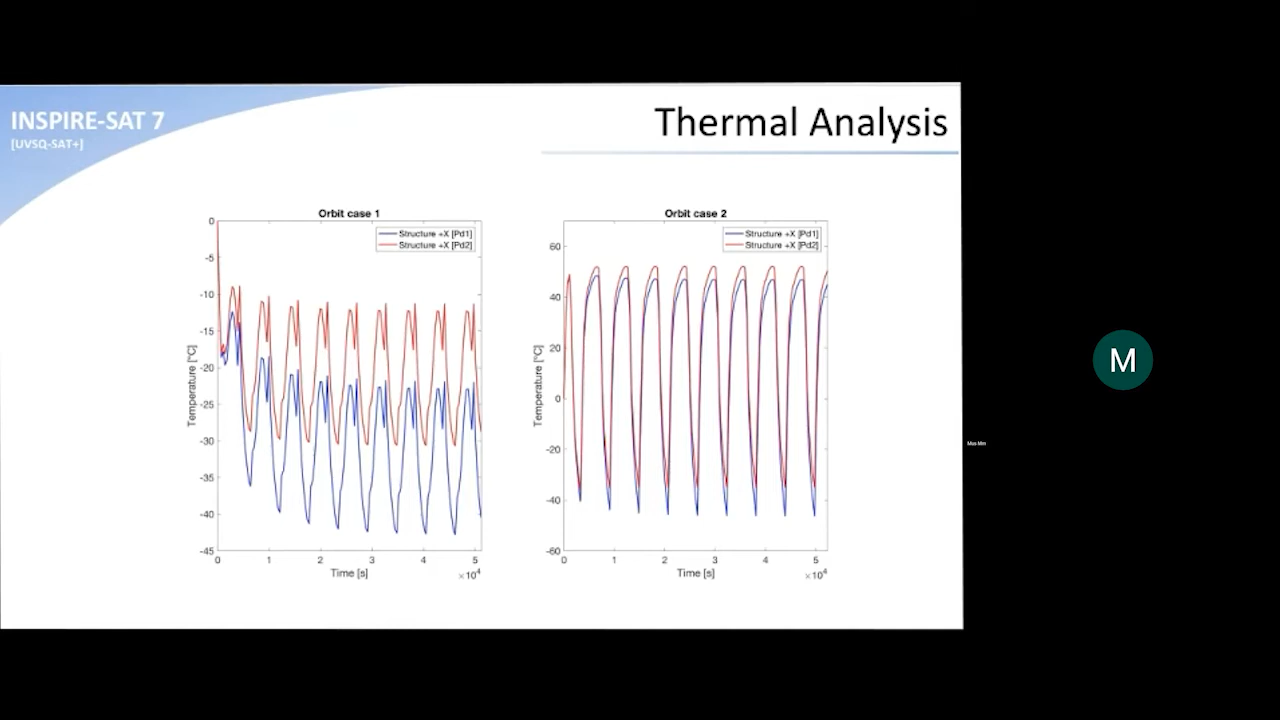 INSPIRE-SAT 7
[UVSQ-SAT+]
Thermal Analysis
Orbit case 1
Structure +X [Pd1]
Structure +X [Pd2]
Temperature [°C]
0
-5
-10
-15
-20
-25
-30
-35
-40
-45
0 1 2 3 4 5
Time [s]
×10⁴
Orbit case 2
Structure +X [Pd1]
Structure +X [Pd2]
Temperature [°C]
60
40
20
0
-20
-40
-60
0 1 2 3 4 5
Time [s]
×10⁴
M